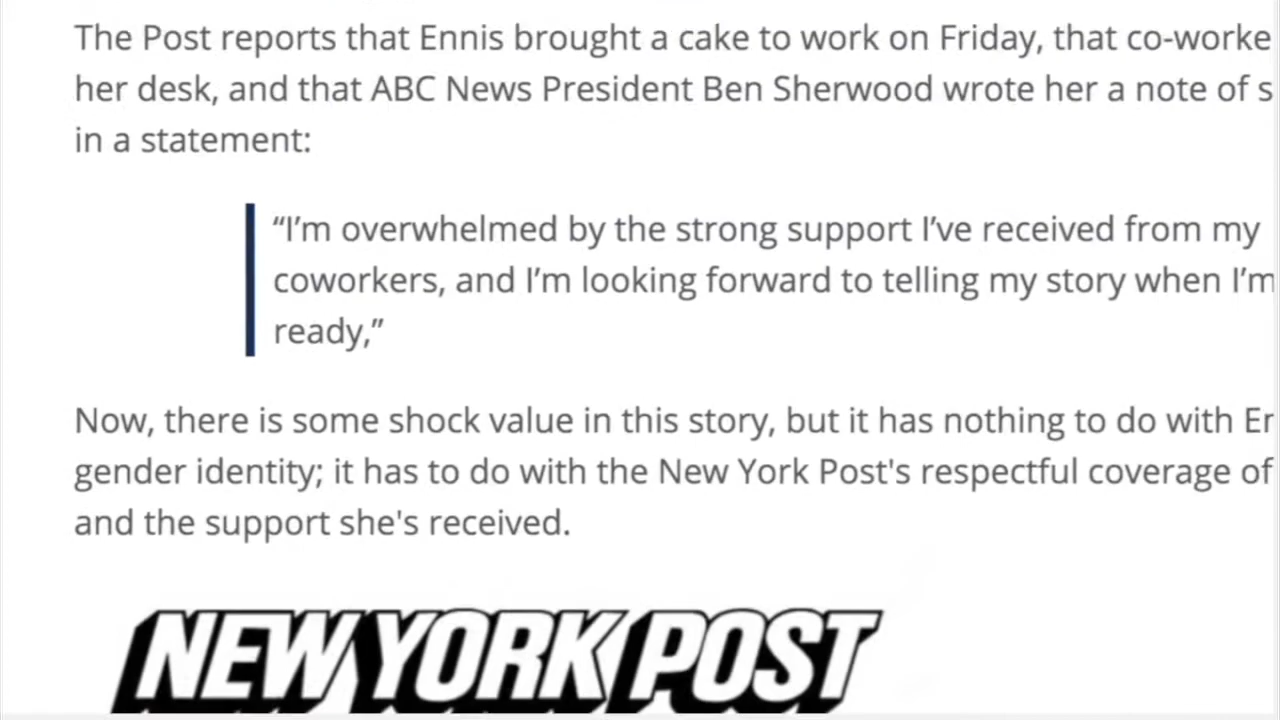 The Post reports that Ennis brought a cake to work on Friday, that co-worke
her desk, and that ABC News President Ben Sherwood wrote her a note of s
in a statement:
“I’m overwhelmed by the strong support I’ve received from my
coworkers, and I’m looking forward to telling my story when I’m
ready,”
Now, there is some shock value in this story, but it has nothing to do with En
gender identity; it has to do with the New York Post's respectful coverage of
and the support she's received.
NEW YORK POST